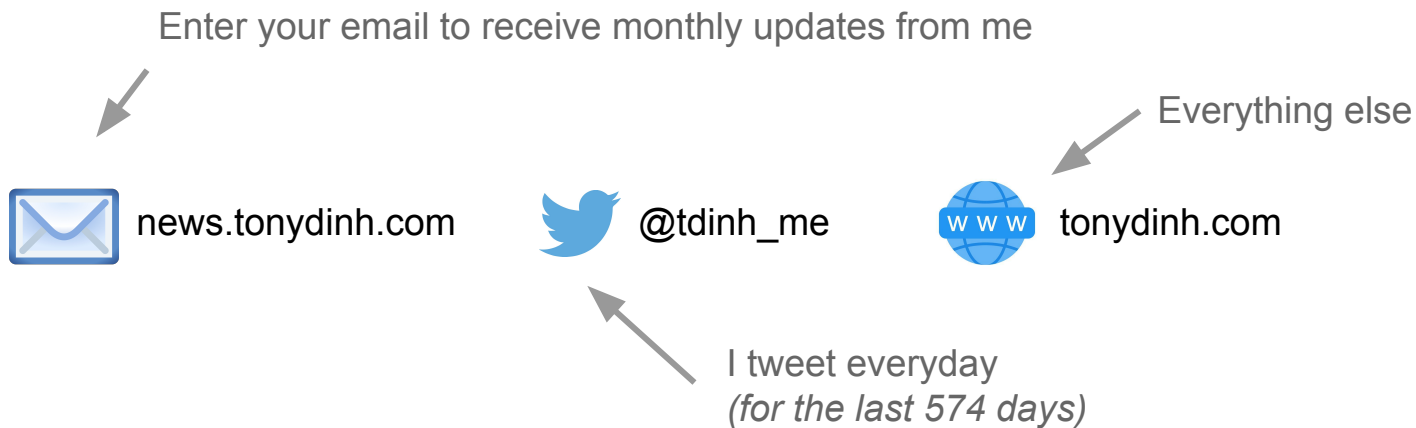 Enter your email to receive monthly updates from me
Everything else
news.tonydinh.com
@tdinh_me
www
tonydinh.com
I tweet everyday
(for the last 574 days)